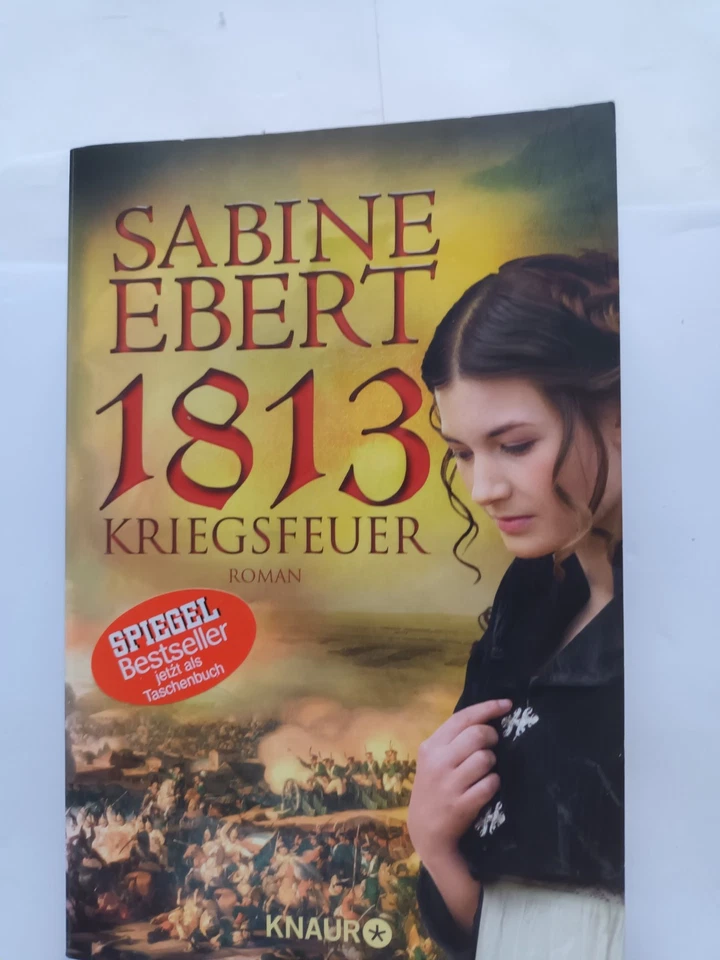 SABINE
EBERT
1813
KRIEGSFEUER
ROMAN
SPIEGEL
Bestseller
jetzt als
Taschenbuch
KNAUR